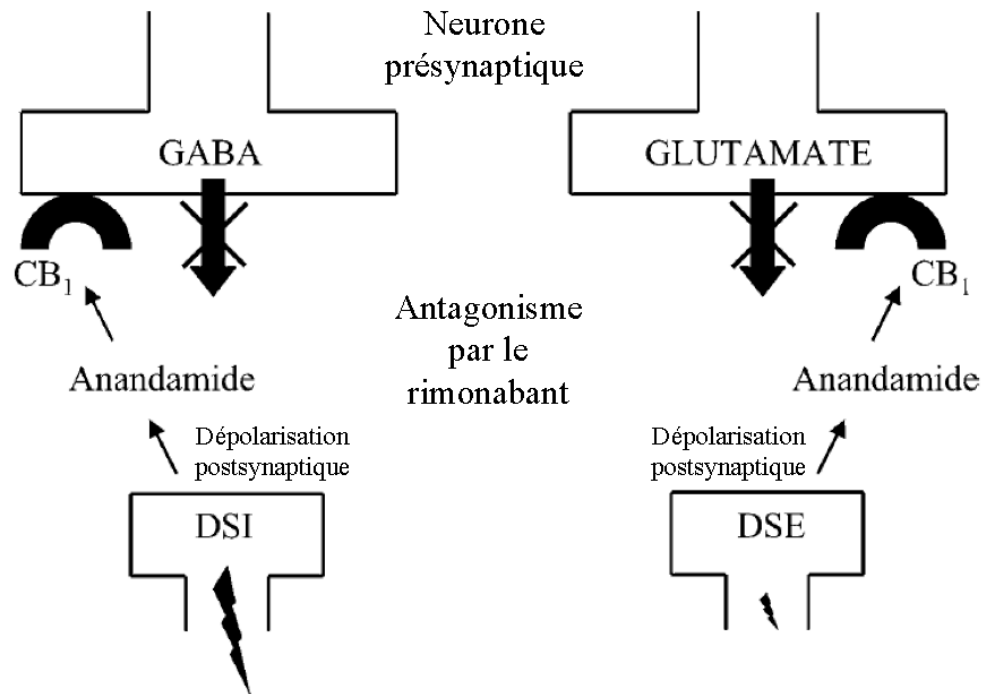 Neurone
présynaptique
GABA
GLUTAMATE
CB1
CB1
Antagonisme
par le
rimonabant
Anandamide
Anandamide
Dépolarisation
postsynaptique
Dépolarisation
postsynaptique
DSI
DSE